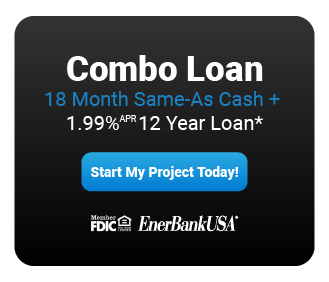 Combo Loan
18 Month Same-As Cash +
1.99%APR 12 Year Loan*
Start My Project Today!
Member
FDIC EnerBankUSA®